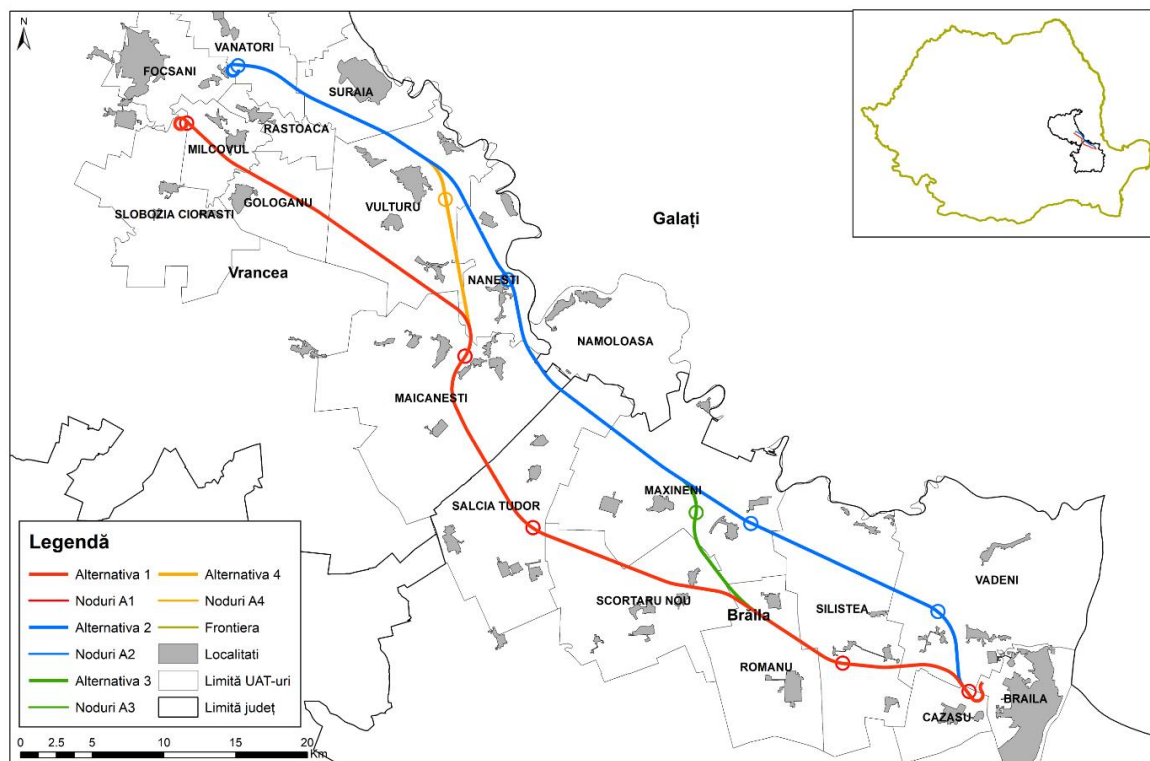 N
VANATORI
FOCSANI
SURAIA
RASTOACA
MILCOVUL
SLOBOZIA CIORASTI
GOLOGANU
VULTURU
Galați
Vrancea
NANEȘTI
NAMOLOASA
MAICANEȘTI
MAXINENI
SALCIA TUDOR
VADENI
SCORTARU NOU
SILISTEA
Brăila
ROMANU
BRAILA
CAZASU
Legendă
Alternativa 1
Alternativa 4
Noduri A1
Noduri A4
Alternativa 2
Frontiera
Noduri A2
Localitati
Alternativa 3
Limită UAT-uri
Noduri A3
Limită județ
0 2.5 5 10 15 20
Km